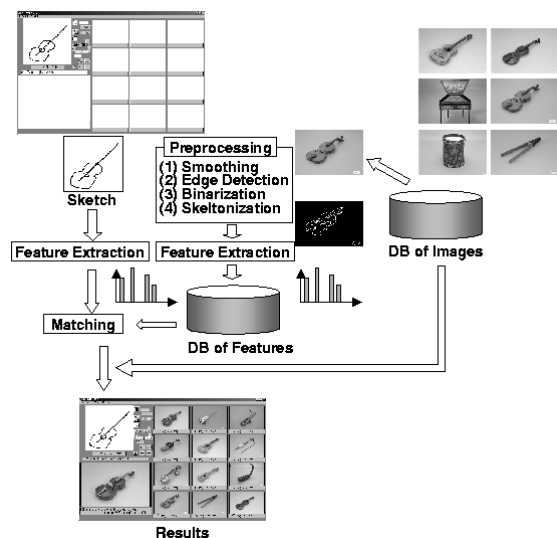 Preprocessing
(1) Smoothing
(2) Edge Detection
(3) Binarization
(4) Skeltonization
Sketch
Feature Extraction
Feature Extraction
DB of Images
Matching
DB of Features
Results